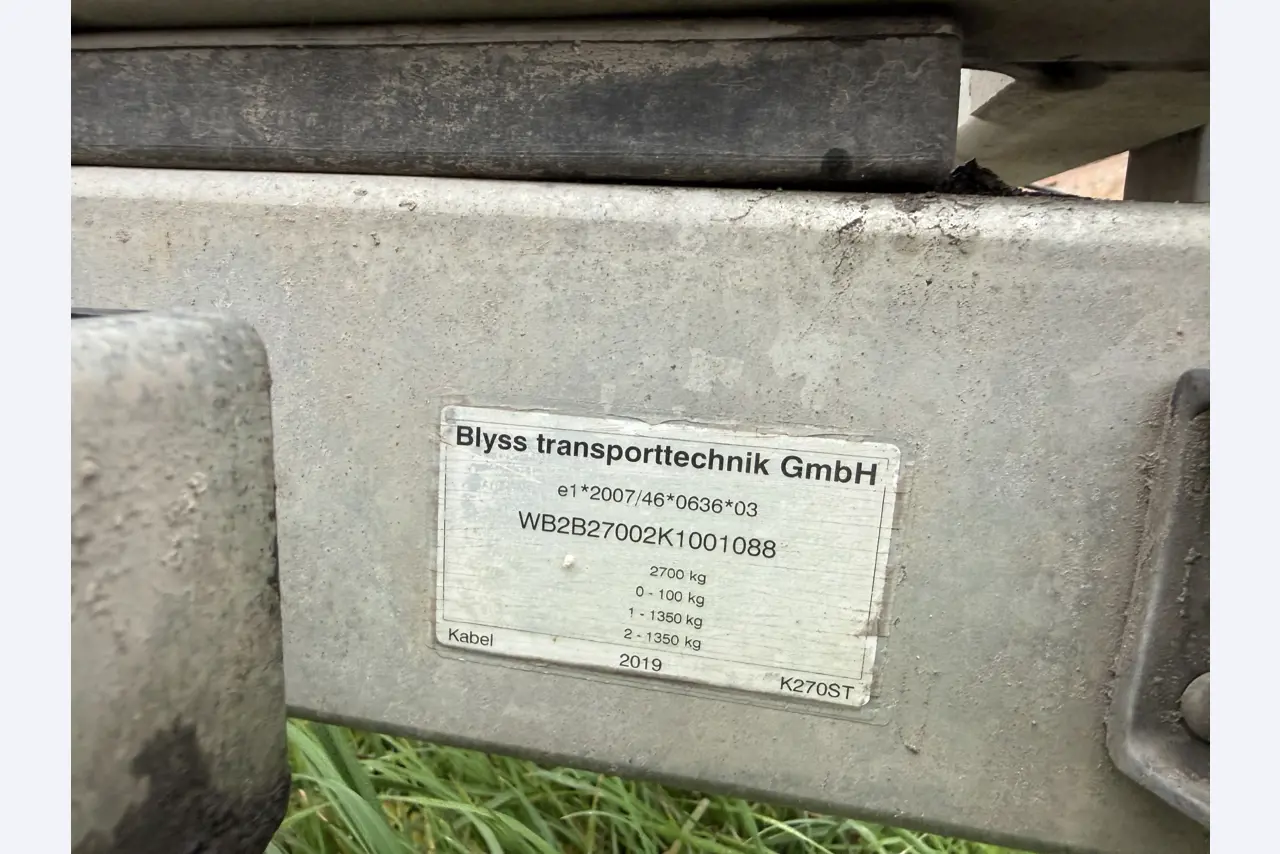 Blyss transporttechnik GmbH
e1*2007/46*0636*03
WB2B27002K1001088
2700 kg
0 - 100 kg
1 - 1350 kg
2 - 1350 kg
Kabel
2019
K270ST